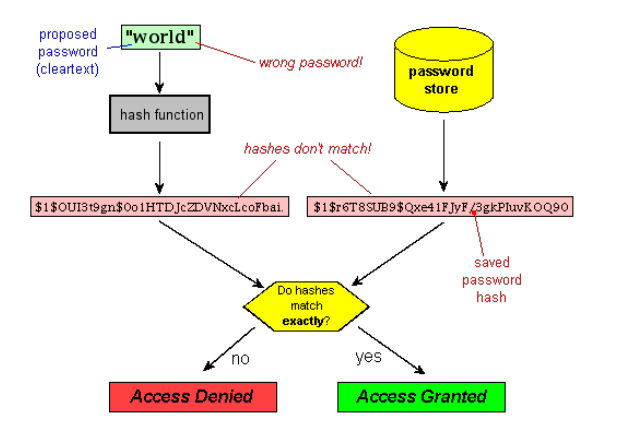 proposed
password
(cleartext)
"world"
wrong password!
password
store
hash function
hashes don't match!
$1$OUI3t9gn$0o1HTDJcZDVNxcLcoFbai.
$1$r6T8SUB9$Qxe41FJyF/3gkPIuvKOQ90
saved
password
hash
Do hashes
match
exactly?
no
yes
Access Denied
Access Granted